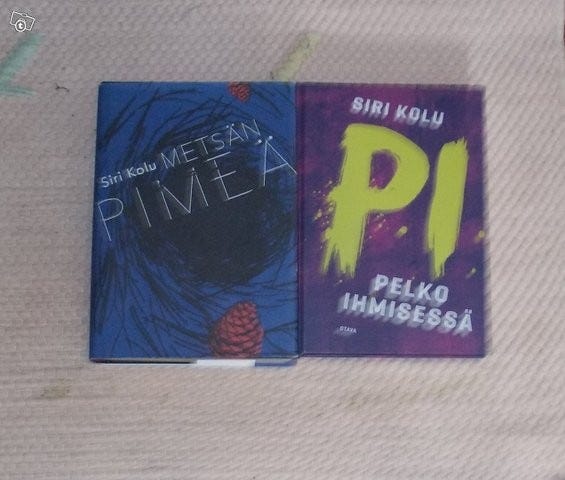 Siri Kolu METSÄN
PIMEÄ
SIRI KOLU
PI
PELKO
IHMISESSÄ
OTAVA